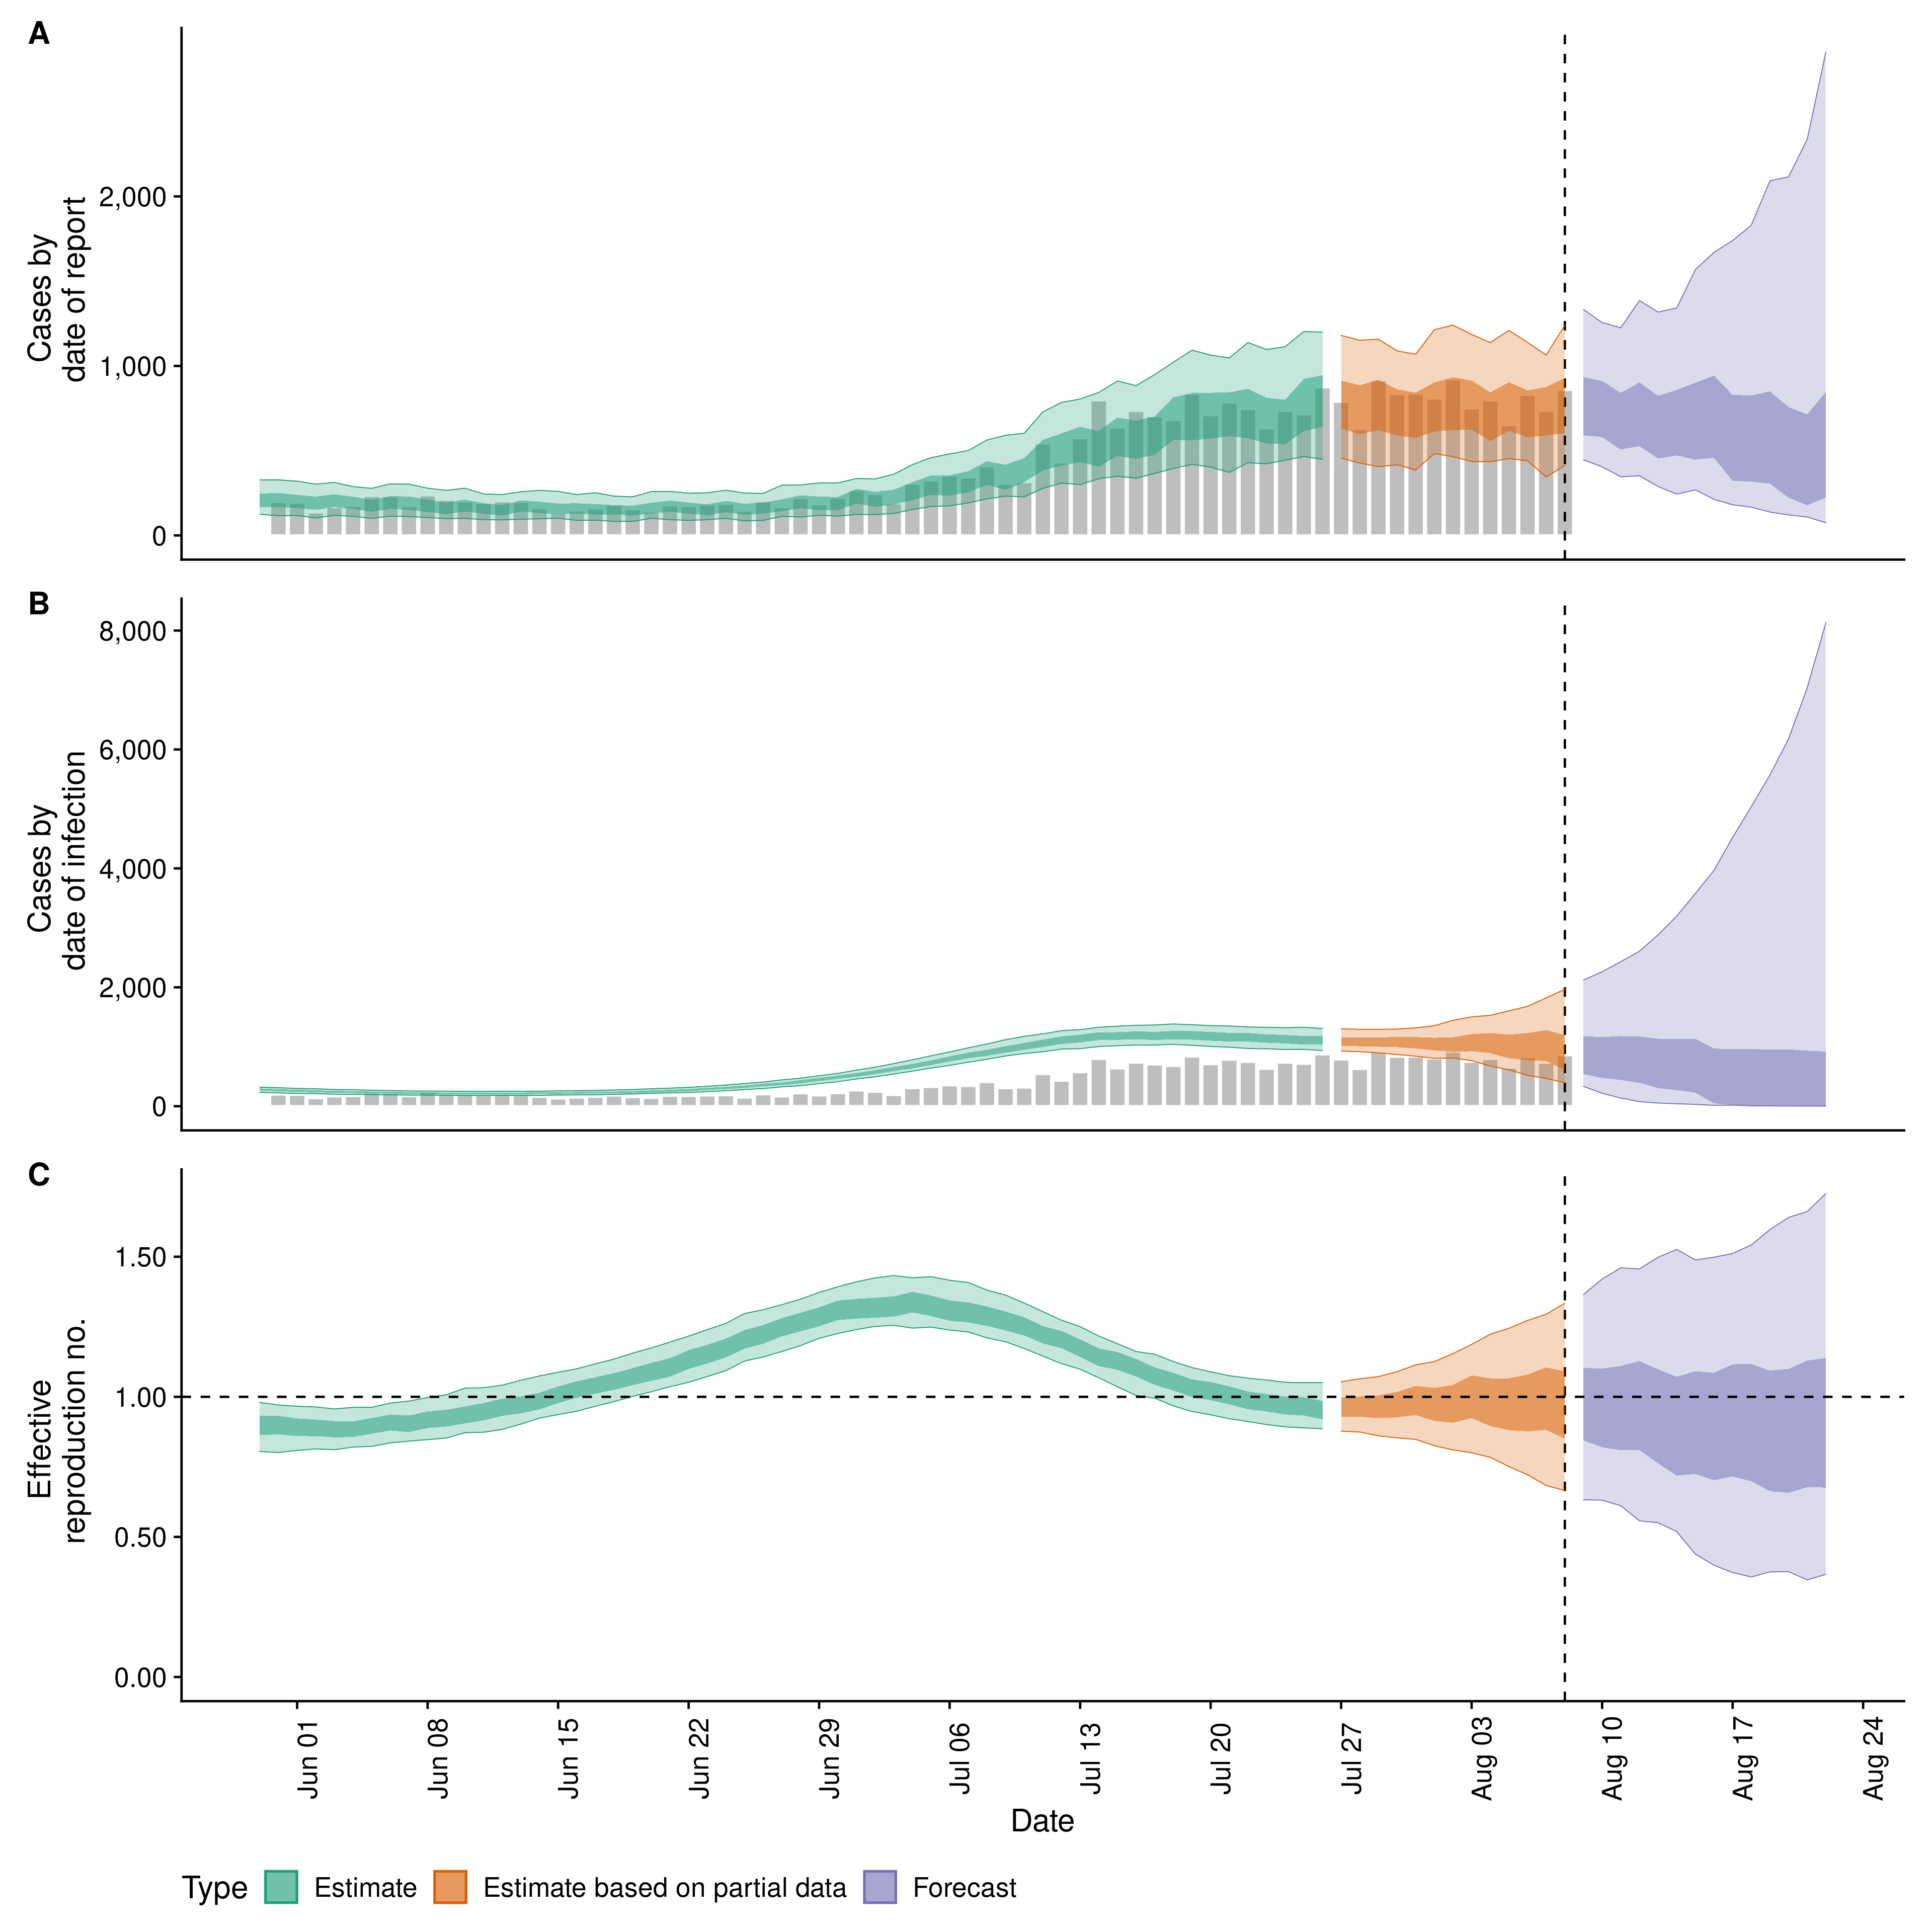 A
Cases by
date of report
2,000
1,000
0
B
Cases by
date of infection
8,000
6,000
4,000
2,000
0
C
Effective
reproduction no.
1.50
1.00
0.50
0.00
Jun 01
Jun 08
Jun 15
Jun 22
Jun 29
Jul 06
Jul 13
Jul 20
Jul 27
Aug 03
Aug 10
Aug 17
Aug 24
Date
Type Estimate Estimate based on partial data Forecast